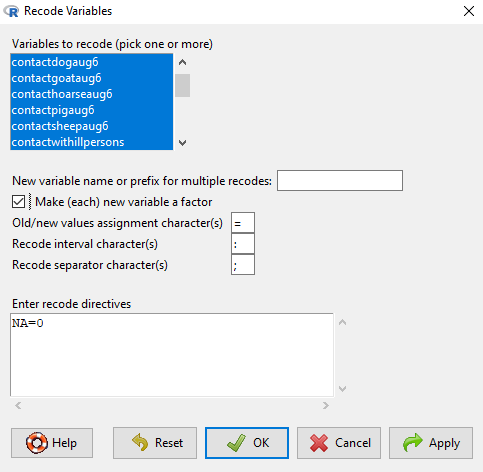 R Recode Variables
Variables to recode (pick one or more)
contactdogaug6
contactgoataug6
contacthoarseaug6
contactpigaug6
contactsheepaug6
contactwithillpersons
New variable name or prefix for multiple recodes:
Make (each) new variable a factor
Old/new values assignment character(s) =
Recode interval character(s) :
Recode separator character(s) ;
Enter recode directives
NA=0
Help Reset OK Cancel Apply